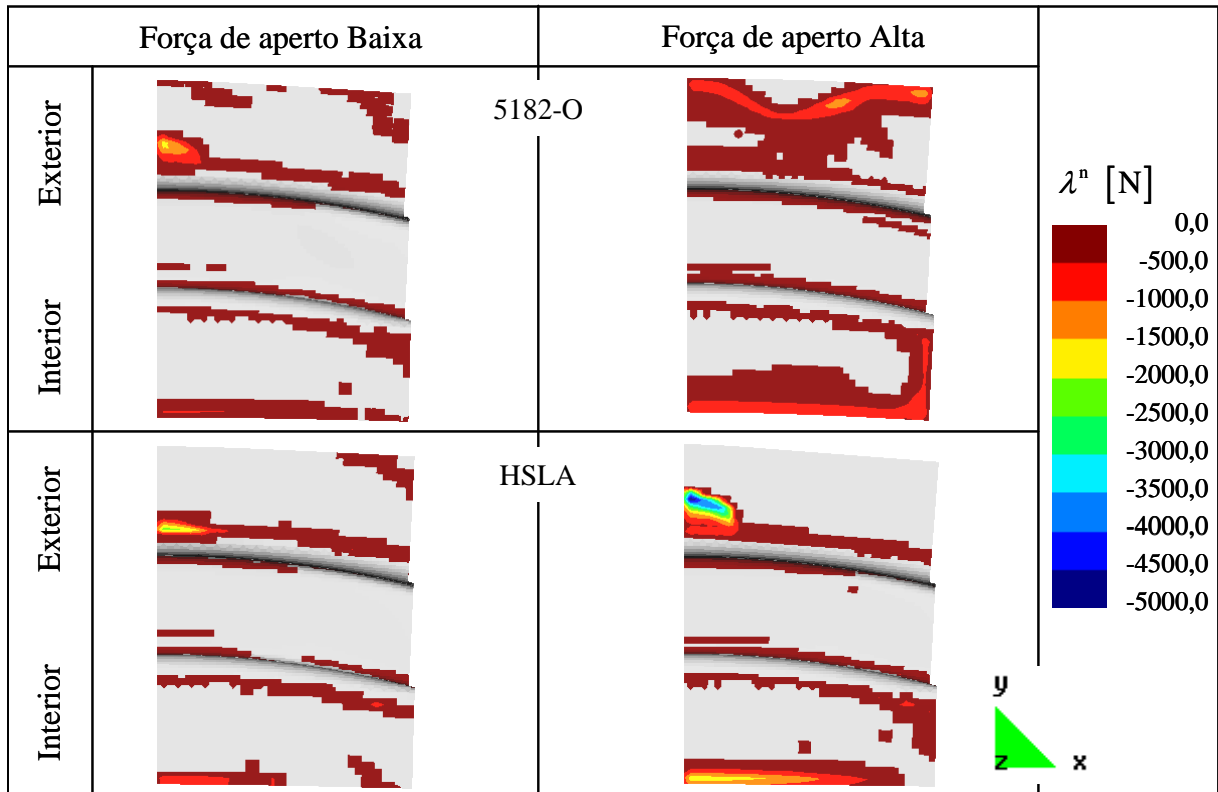 Força de aperto Baixa
Força de aperto Alta
Exterior
5182-O
Interior
Exterior
HSLA
Interior
λⁿ [N]
0,0
-500,0
-1000,0
-1500,0
-2000,0
-2500,0
-3000,0
-3500,0
-4000,0
-4500,0
-5000,0
y
z
x